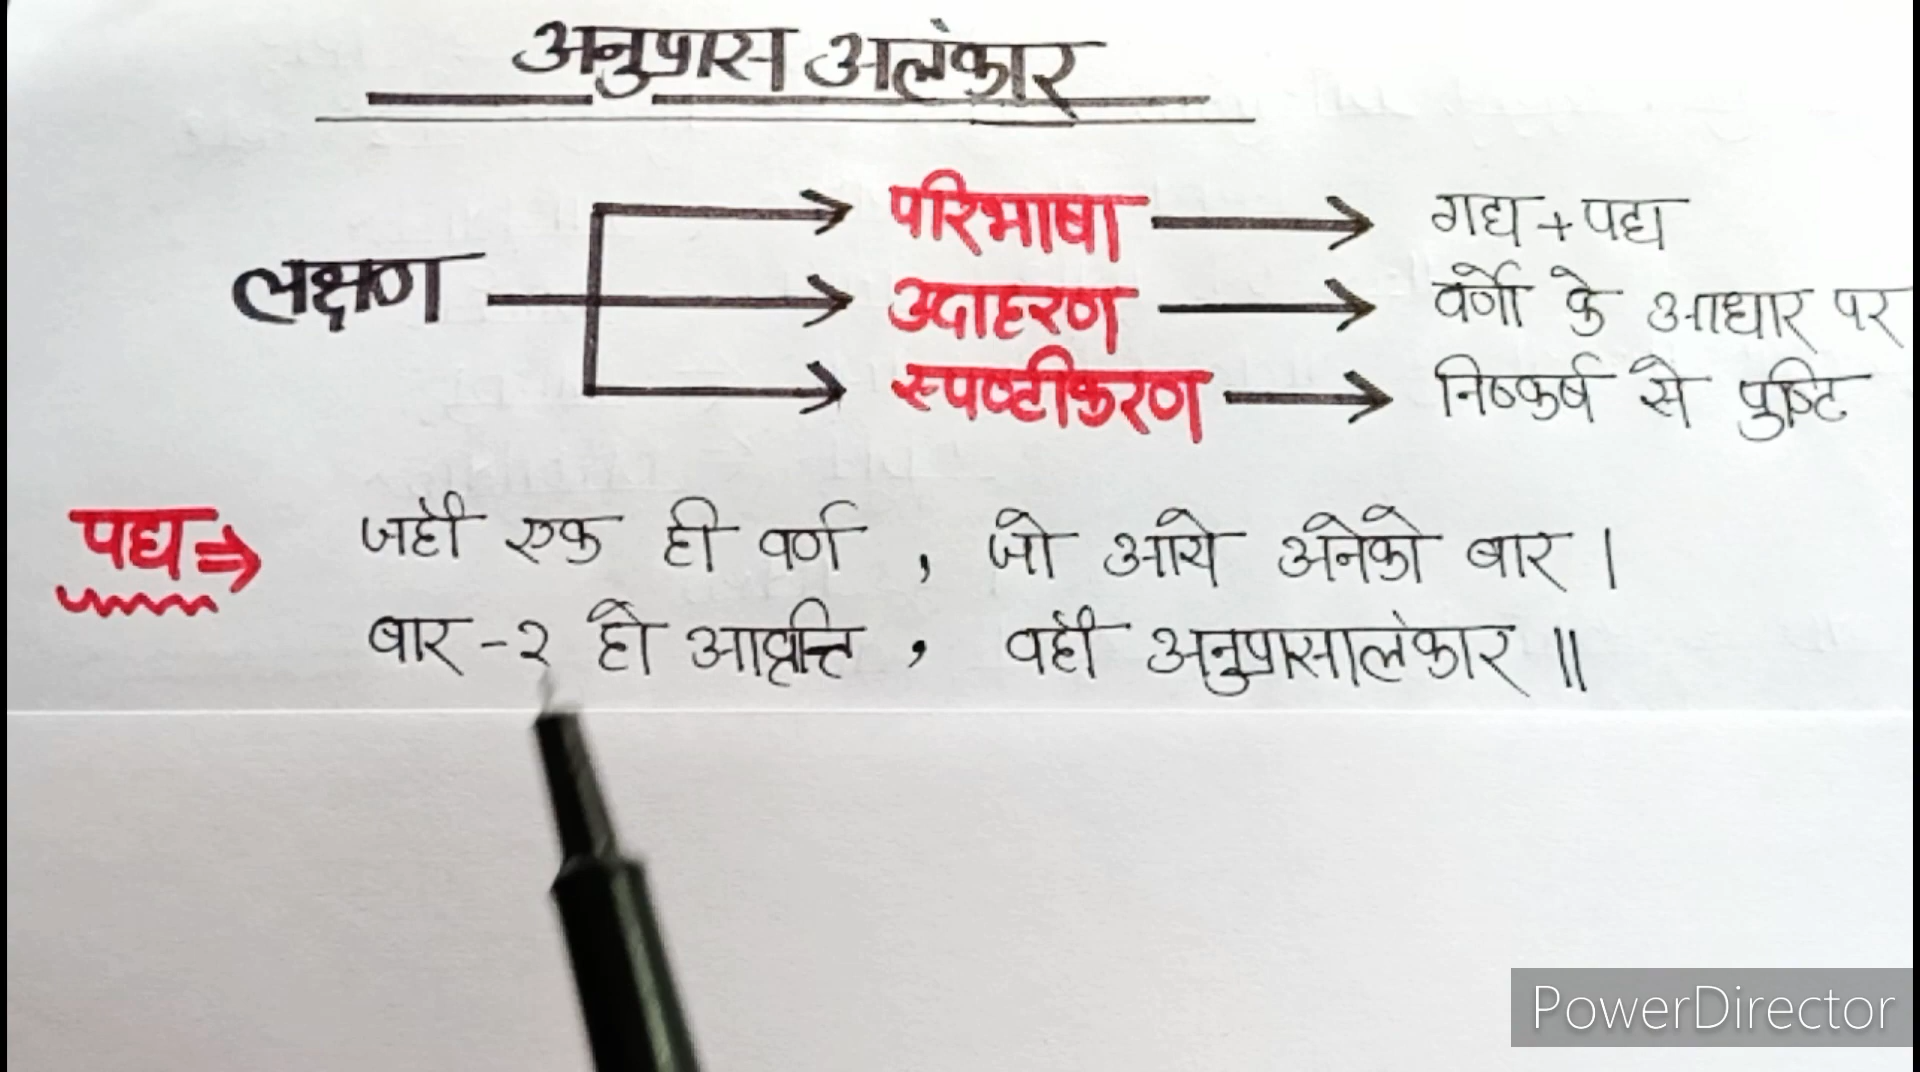 अनुप्रास अलंकार
परिभाषा → गद्य + पद्य
लक्षण → उदाहरण → वर्णो के आधार पर
स्पष्टीकरण → निष्कर्ष से पुष्टि
पद्य ⇒ जहाँ एक ही वर्ण , जो आये अनेको बार ।
बार - २ हो आवृत्ति , वहाँ अनुप्रासालंकार ॥
PowerDirector